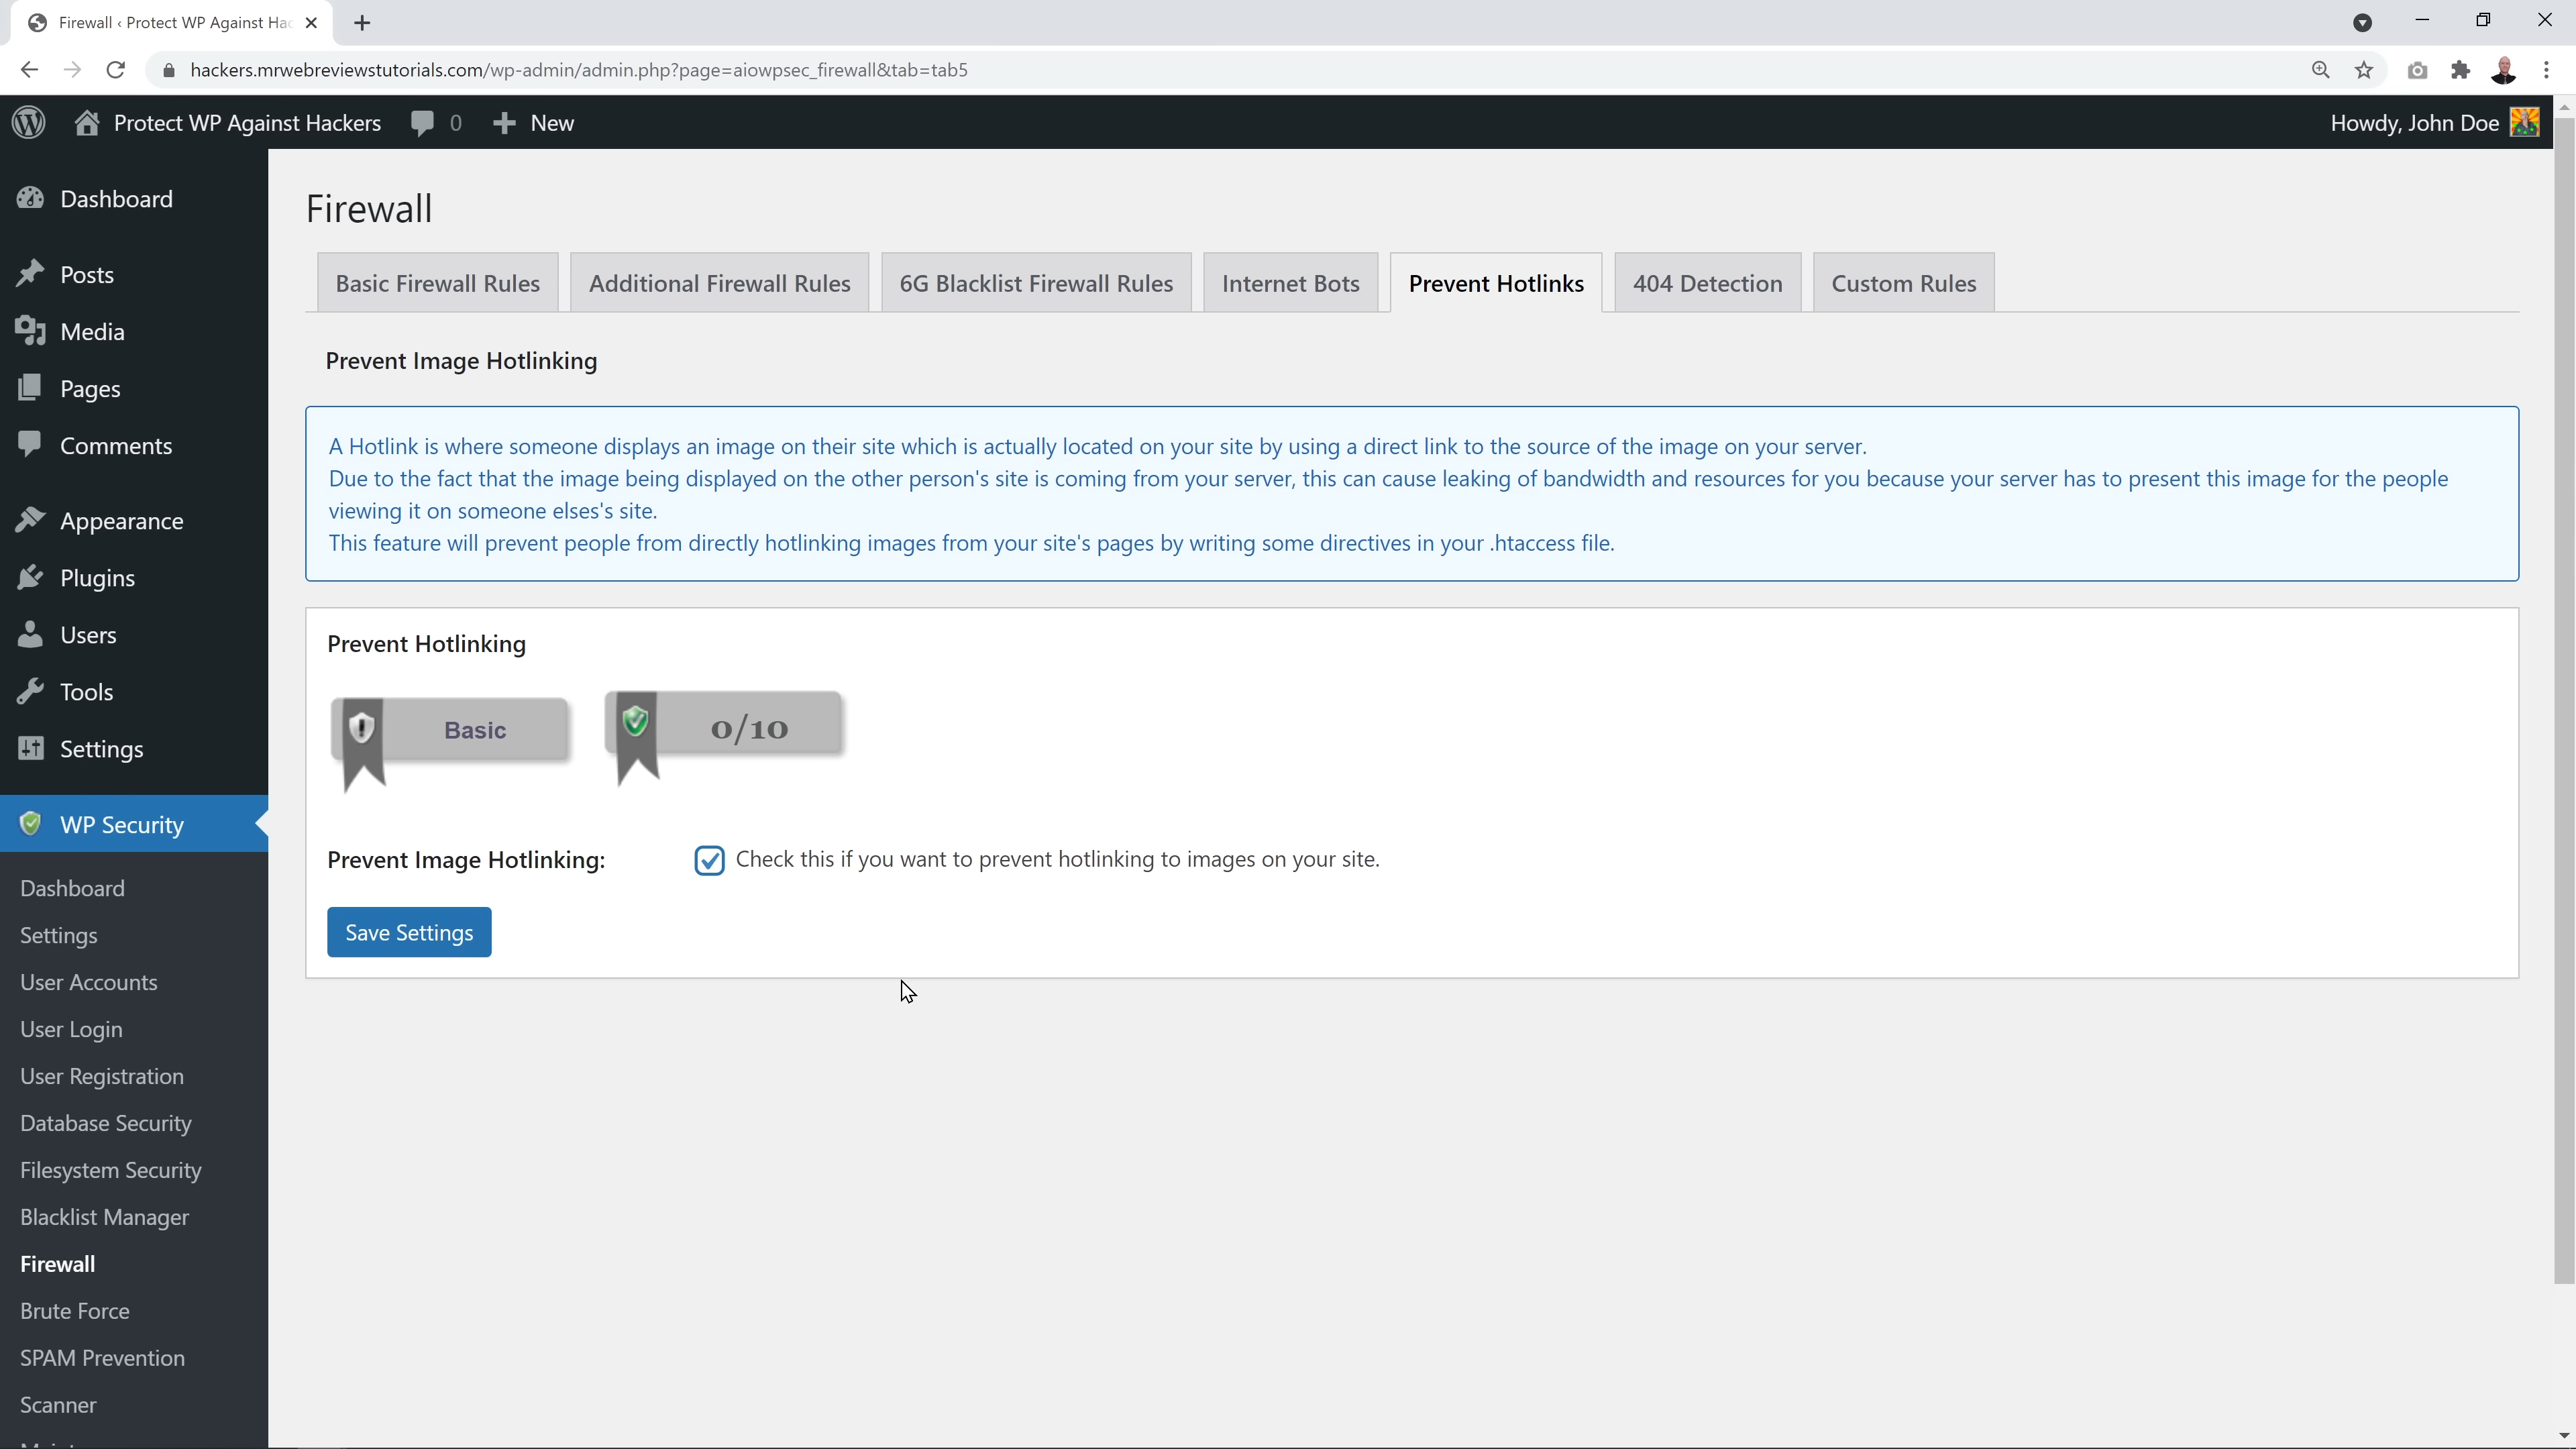 Firewall ‹ Protect WP Against Hac
hackers.mrwebreviewstutorials.com/wp-admin/admin.php?page=aiowpsec_firewall&tab=tab5
Protect WP Against Hackers
0
New
Howdy, John Doe
Dashboard
Posts
Media
Pages
Comments
Appearance
Plugins
Users
Tools
Settings
WP Security
Dashboard
Settings
User Accounts
User Login
User Registration
Database Security
Filesystem Security
Blacklist Manager
Firewall
Brute Force
SPAM Prevention
Scanner
Firewall
Basic Firewall Rules
Additional Firewall Rules
6G Blacklist Firewall Rules
Internet Bots
Prevent Hotlinks
404 Detection
Custom Rules
Prevent Image Hotlinking
A Hotlink is where someone displays an image on their site which is actually located on your site by using a direct link to the source of the image on your server.
Due to the fact that the image being displayed on the other person's site is coming from your server, this can cause leaking of bandwidth and resources for you because your server has to present this image for the people
viewing it on someone elses's site.
This feature will prevent people from directly hotlinking images from your site's pages by writing some directives in your .htaccess file.
Prevent Hotlinking
Basic
0/10
Prevent Image Hotlinking:
Check this if you want to prevent hotlinking to images on your site.
Save Settings